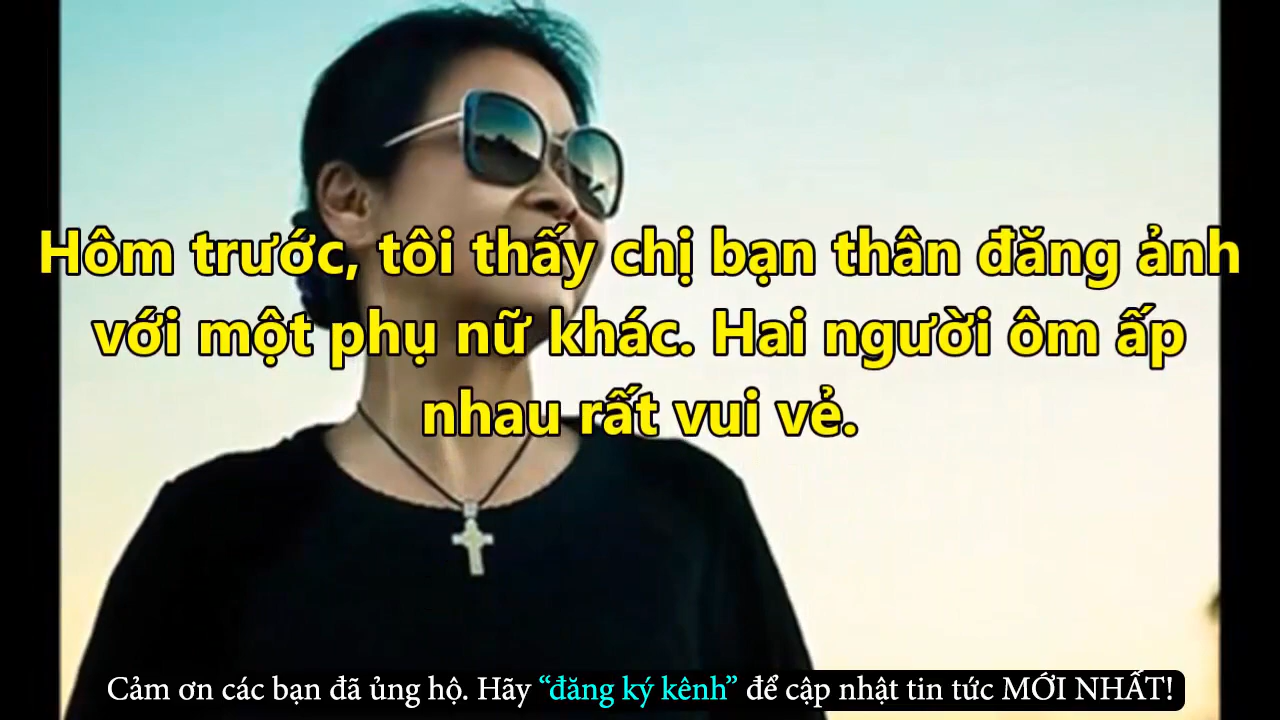 Hôm trước, tôi thấy chị bạn thân đăng ảnh
với một phụ nữ khác. Hai người ôm ấp
nhau rất vui vẻ.
Cảm ơn các bạn đã ủng hộ. Hãy “đăng ký kênh” để cập nhật tin tức MỚI NHẤT!